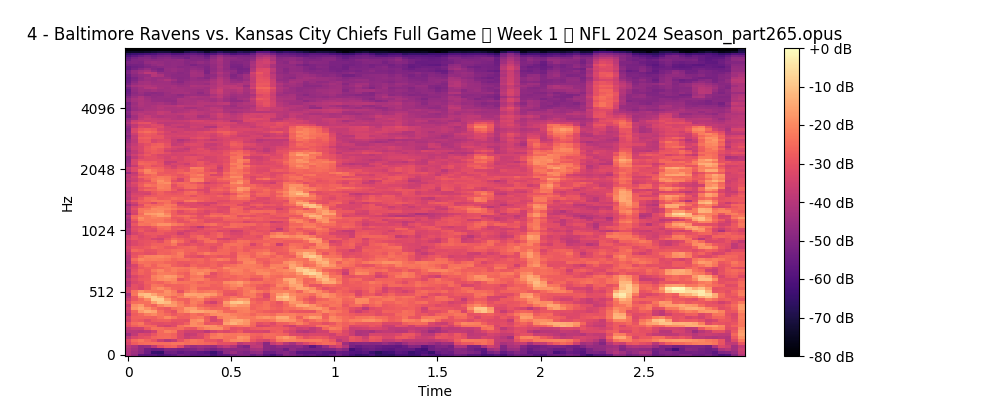 4 - Baltimore Ravens vs. Kansas City Chiefs Full Game ▯ Week 1 ▯ NFL 2024 Season_part265.opus
+0 dB
-10 dB
-20 dB
-30 dB
-40 dB
-50 dB
-60 dB
-70 dB
-80 dB
4096
2048
1024
512
0
Hz
0
0.5
1
1.5
2
2.5
Time